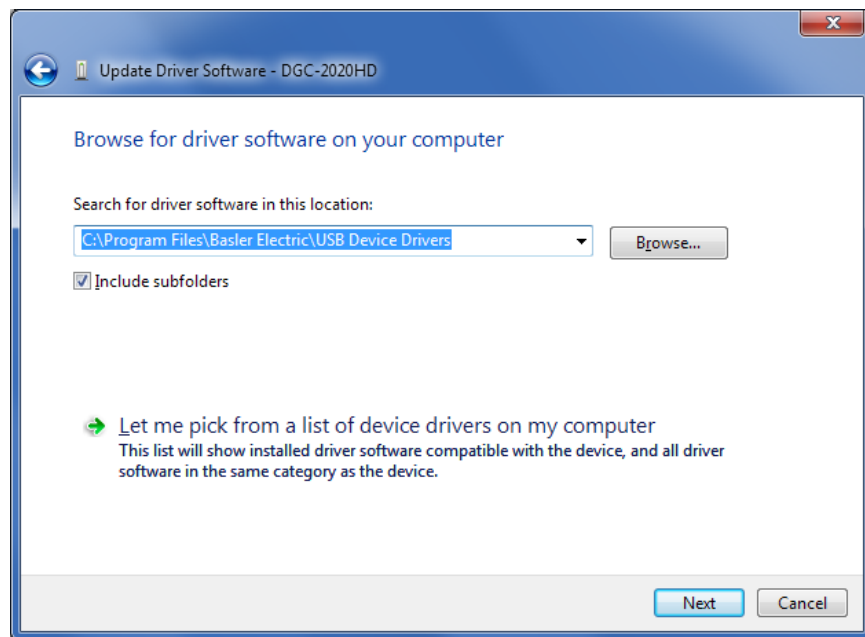 Update Driver Software - DGC-2020HD
Browse for driver software on your computer
Search for driver software in this location:
C:\Program Files\Basler Electric\USB Device Drivers
Browse...
Include subfolders
Let me pick from a list of device drivers on my computer
This list will show installed driver software compatible with the device, and all driver
software in the same category as the device.
Next
Cancel